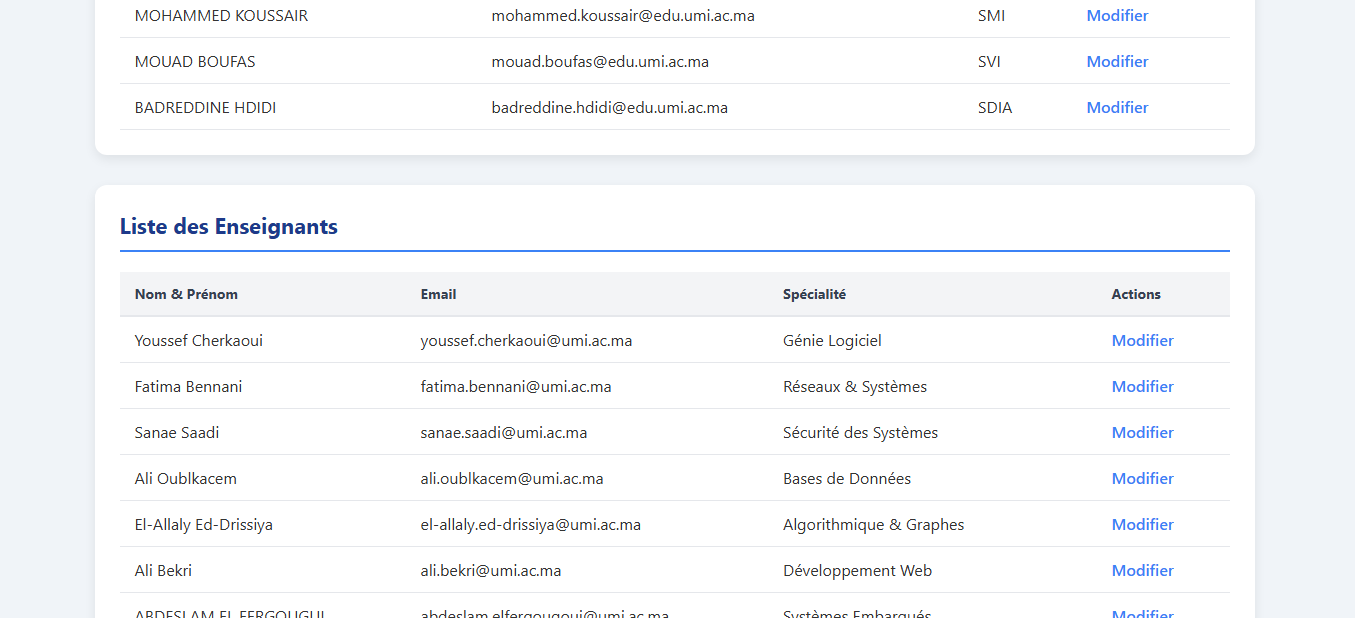 MOHAMMED KOUSSAIR mohammed.koussair@edu.umi.ac.ma SMI Modifier
MOUAD BOUFAS mouad.boufas@edu.umi.ac.ma SVI Modifier
BADREDDINE HDIDI badreddine.hdidi@edu.umi.ac.ma SDIA Modifier
Liste des Enseignants
Nom & Prénom Email Spécialité Actions
Youssef Cherkaoui youssef.cherkaoui@umi.ac.ma Génie Logiciel Modifier
Fatima Bennani fatima.bennani@umi.ac.ma Réseaux & Systèmes Modifier
Sanae Saadi sanae.saadi@umi.ac.ma Sécurité des Systèmes Modifier
Ali Oublkacem ali.oublkacem@umi.ac.ma Bases de Données Modifier
El-Allaly Ed-Drissiya el-allaly.ed-drissiya@umi.ac.ma Algorithmique & Graphes Modifier
Ali Bekri ali.bekri@umi.ac.ma Développement Web Modifier
ABDESLAM EL FERGOUGUI abdeslam.elfergougui@umi.ac.ma Systèmes Embarqués Modifier